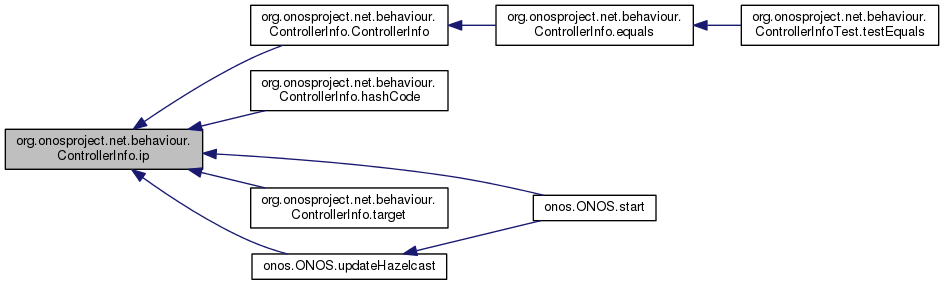 org.onosproject.net.behaviour.
ControllerInfo.ControllerInfo
org.onosproject.net.behaviour.
ControllerInfo.equals
org.onosproject.net.behaviour.
ControllerInfoTest.testEquals
org.onosproject.net.behaviour.
ControllerInfo.hashCode
org.onosproject.net.behaviour.
ControllerInfo.ip
org.onosproject.net.behaviour.
ControllerInfo.target
onos.ONOS.start
onos.ONOS.updateHazelcast